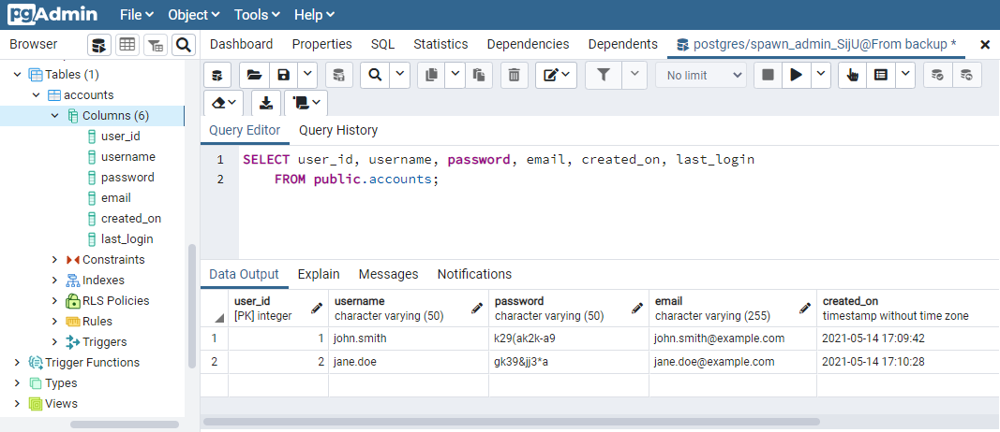 pgAdmin File Object Tools Help
Browser
Dashboard Properties SQL Statistics Dependencies Dependents postgres/spawn_admin_SijU@From backup *
Tables (1)
accounts
Columns (6)
user_id
username
password
email
created_on
last_login
Constraints
Indexes
RLS Policies
Rules
Triggers
Trigger Functions
Types
Views
No limit
Query Editor Query History
1 SELECT user_id, username, password, email, created_on, last_login
2 FROM public.accounts;
Data Output Explain Messages Notifications
user_id username password email created_on
[PK] integer character varying (50) character varying (50) character varying (255) timestamp without time zone
1 1 john.smith k29(ak2k-a9 john.smith@example.com 2021-05-14 17:09:42
2 2 jane.doe gk39&jj3*a jane.doe@example.com 2021-05-14 17:10:28